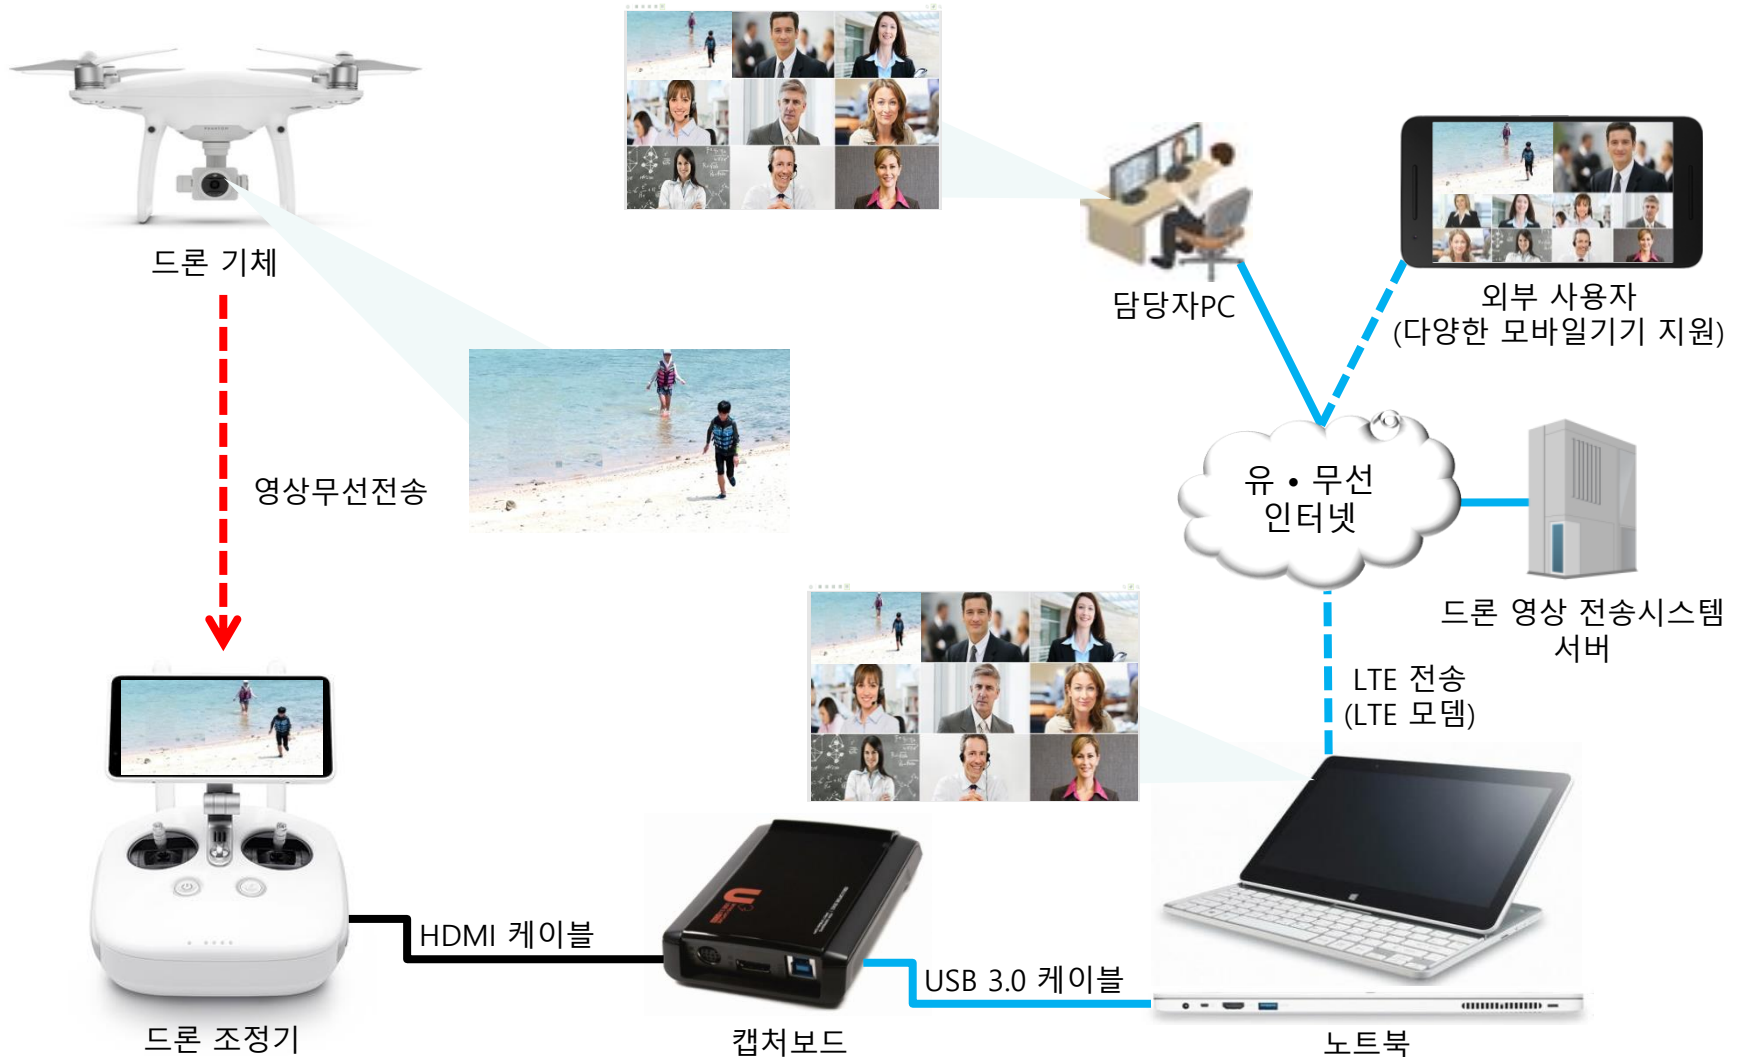 드론 기체
담당자PC
외부 사용자
(다양한 모바일기기 지원)
영상무선전송
유 • 무선
인터넷
드론 영상 전송시스템
서버
LTE 전송
(LTE 모뎀)
HDMI 케이블
USB 3.0 케이블
드론 조정기
캡처보드
노트북